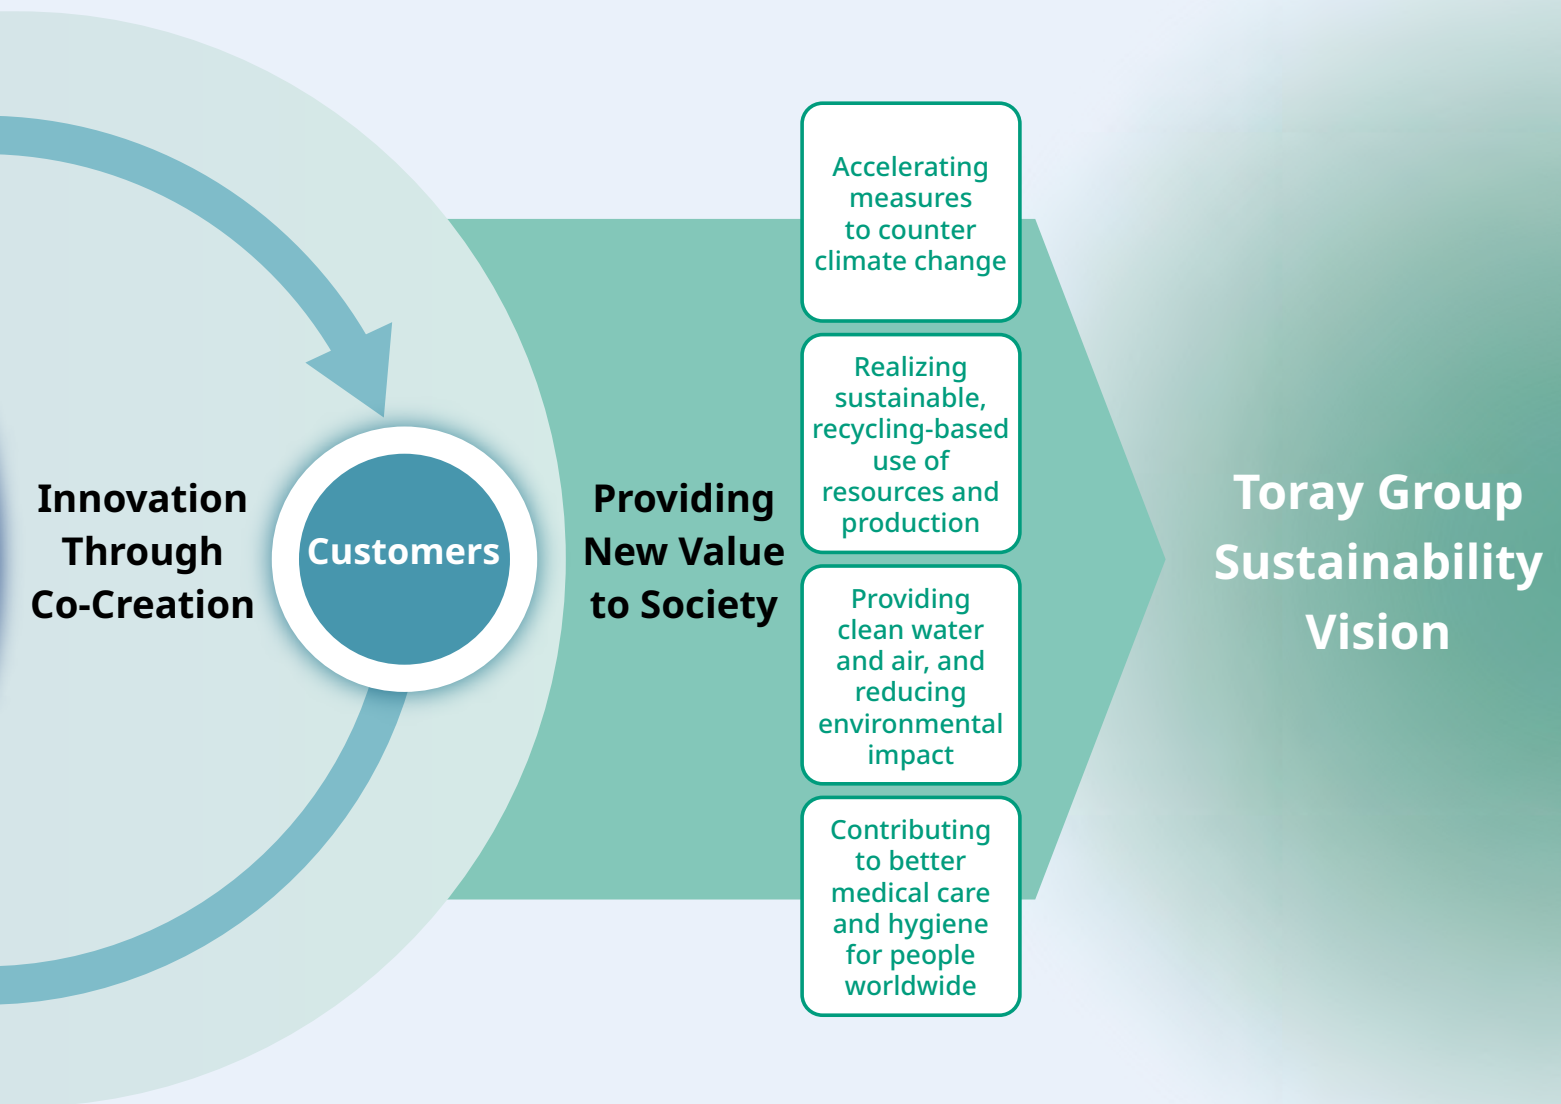 Innovation
Through
Co-Creation
Customers
Providing
New Value
to Society
Accelerating
measures
to counter
climate change
Realizing
sustainable,
recycling-based
use of
resources and
production
Providing
clean water
and air, and
reducing
environmental
impact
Contributing
to better
medical care
and hygiene
for people
worldwide
Toray Group
Sustainability
Vision